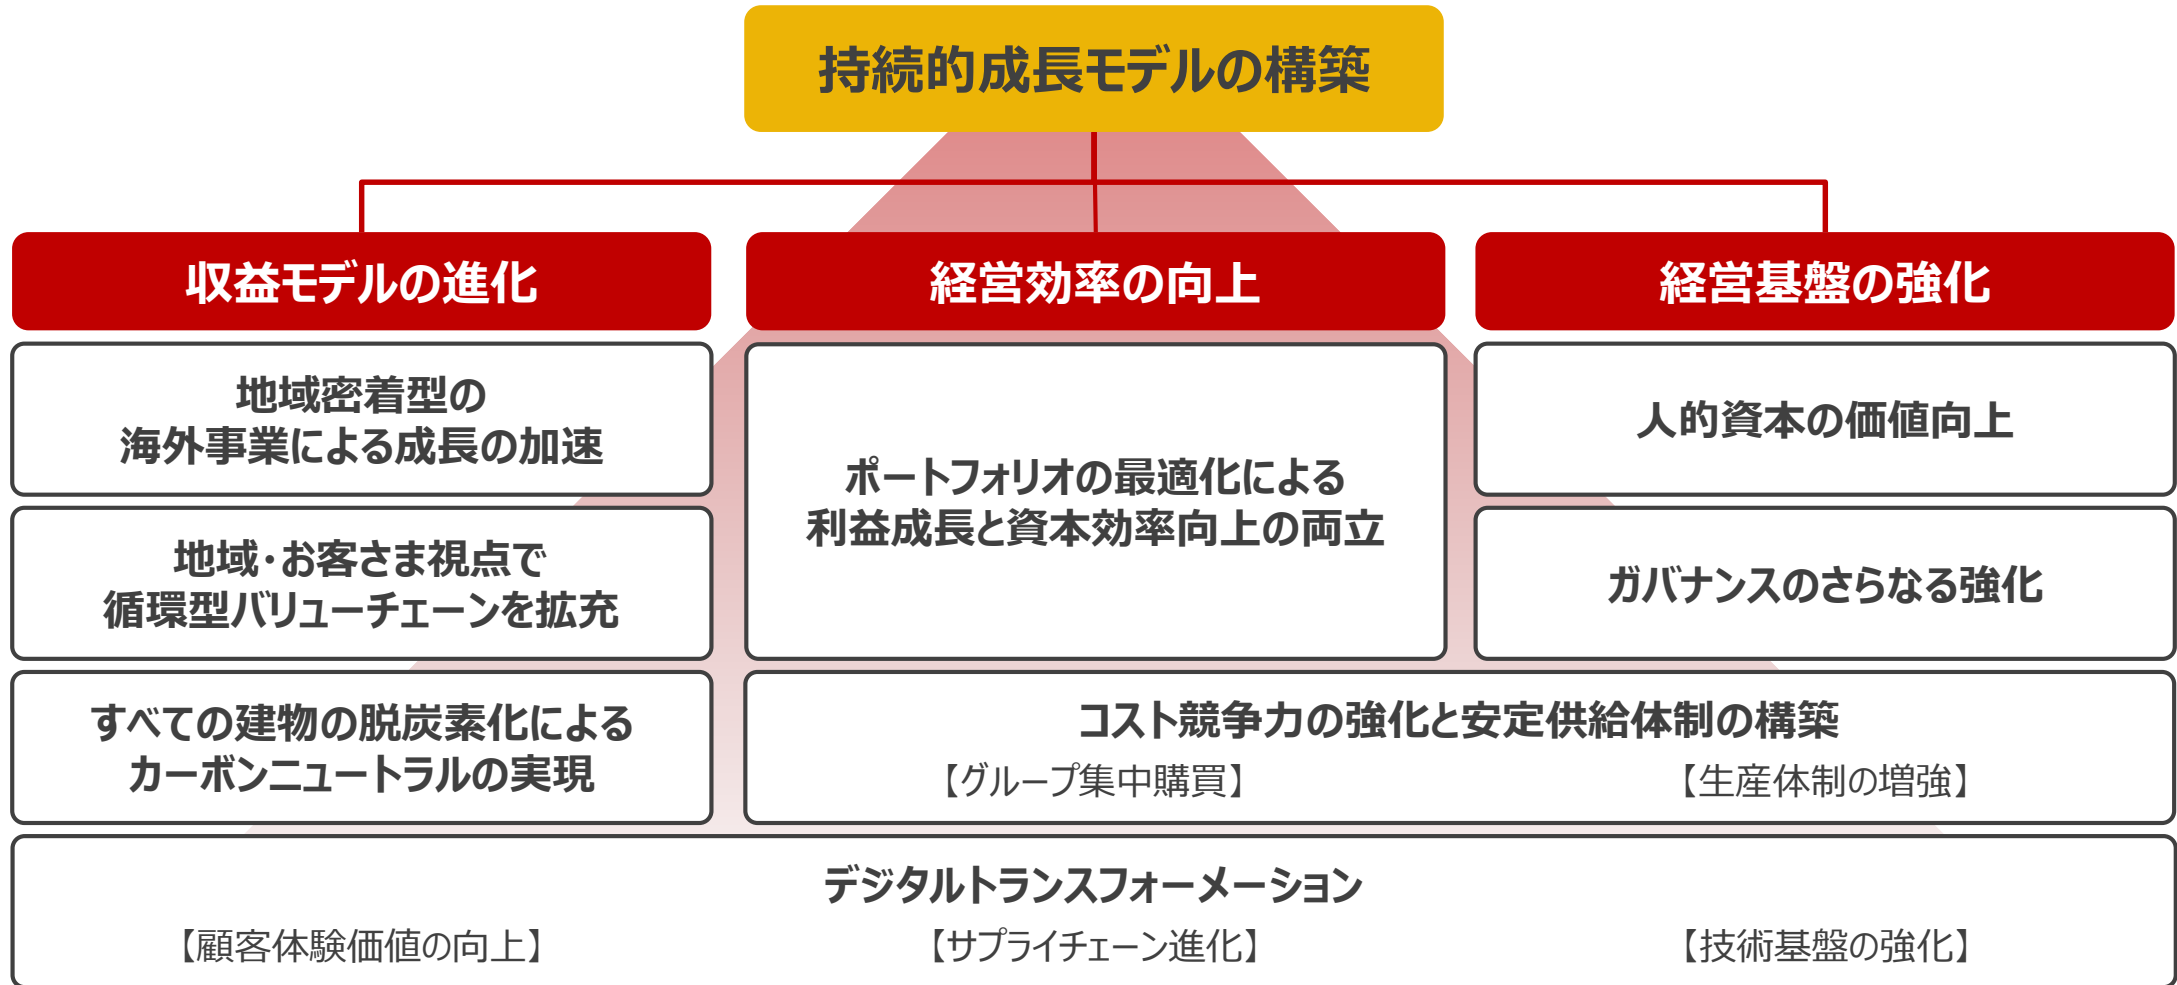 持続的成長モデルの構築
収益モデルの進化
経営効率の向上
経営基盤の強化
地域密着型の
海外事業による成長の加速
地域・お客さま視点で
循環型バリューチェーンを拡充
すべての建物の脱炭素化による
カーボンニュートラルの実現
ポートフォリオの最適化による
利益成長と資本効率向上の両立
人的資本の価値向上
ガバナンスのさらなる強化
コスト競争力の強化と安定供給体制の構築
【グループ集中購買】
【生産体制の増強】
デジタルトランスフォーメーション
【顧客体験価値の向上】
【サプライチェーン進化】
【技術基盤の強化】